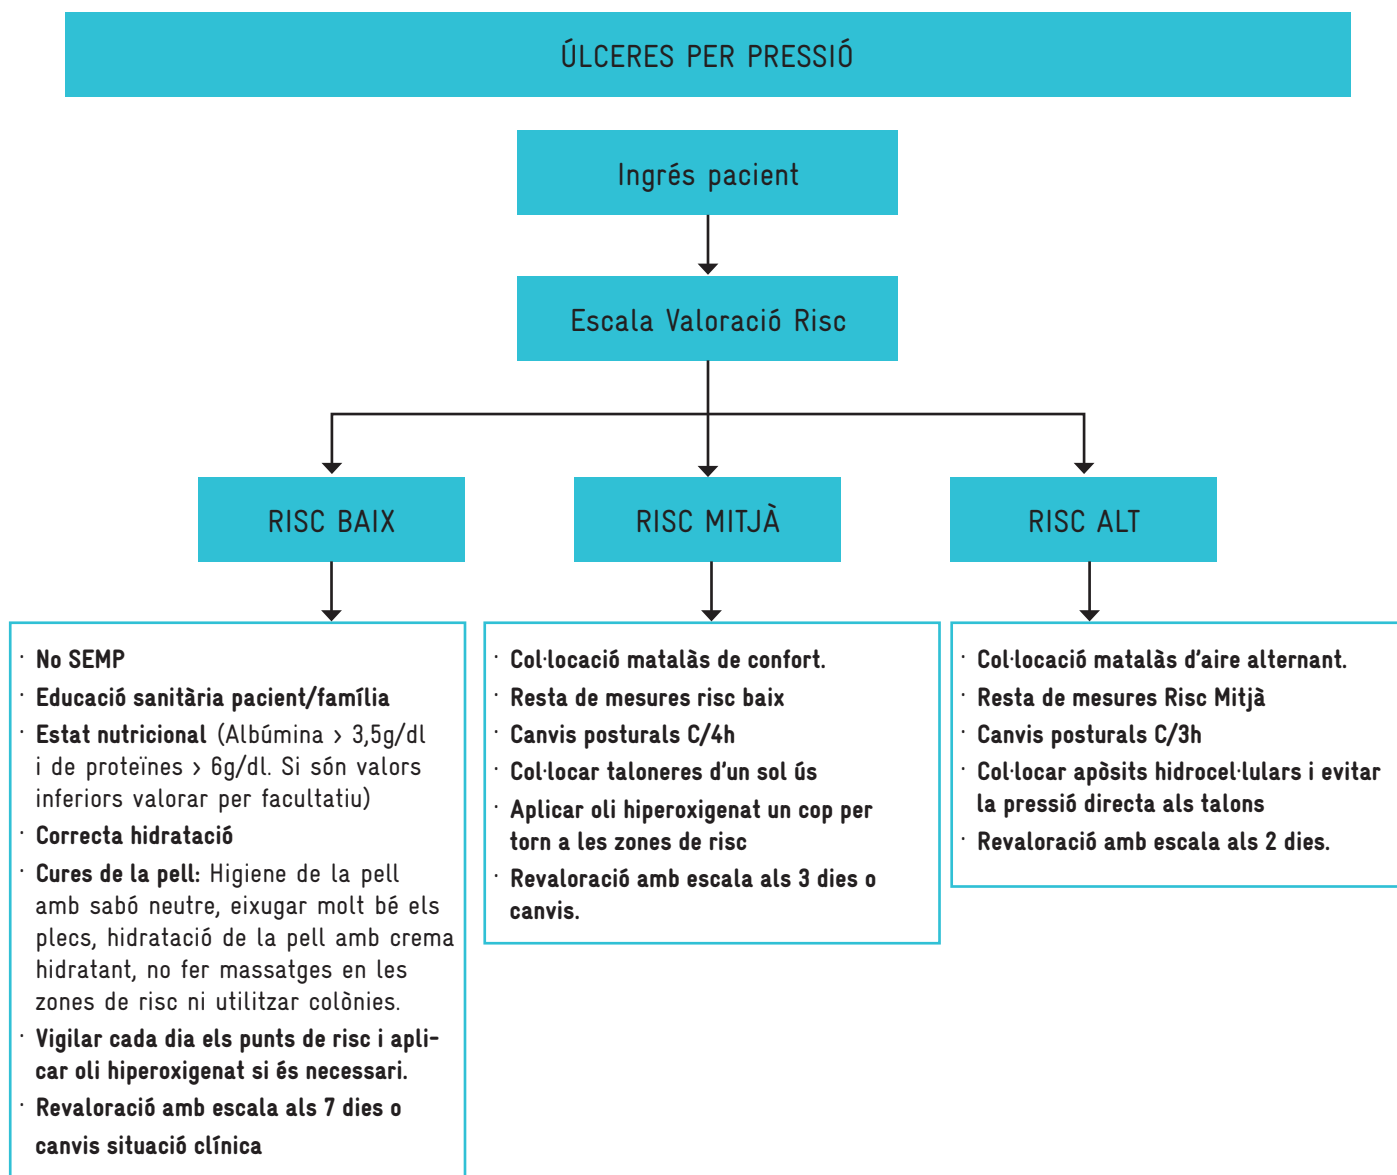 ÚLCERES PER PRESSIÓ
Ingrés pacient
Escala Valoració Risc
RISC BAIX
RISC MITJÀ
RISC ALT
· No SEMP
· Educació sanitària pacient/família
· Estat nutricional (Albúmina > 3,5g/dl
i de proteïnes > 6g/dl. Si són valors
inferiors valorar per facultatiu)
· Correcta hidratació
· Cures de la pell: Higiene de la pell
amb sabó neutre, eixugar molt bé els
plecs, hidratació de la pell amb crema
hidratant, no fer massatges en les
zones de risc ni utilitzar colònies.
· Vigilar cada dia els punts de risc i apli-
car oli hiperoxigenat si és necessari.
· Revaloració amb escala als 7 dies o
canvis situació clínica
· Col·locació matalàs de confort.
· Resta de mesures risc baix
· Canvis posturals C/4h
· Col·locar taloneres d'un sol ús
· Aplicar oli hiperoxigenat un cop per
torn a les zones de risc
· Revaloració amb escala als 3 dies o
canvis.
· Col·locació matalàs d'aire alternant.
· Resta de mesures Risc Mitjà
· Canvis posturals C/3h
· Col·locar apòsits hidrocel·lulars i evitar
la pressió directa als talons
· Revaloració amb escala als 2 dies.